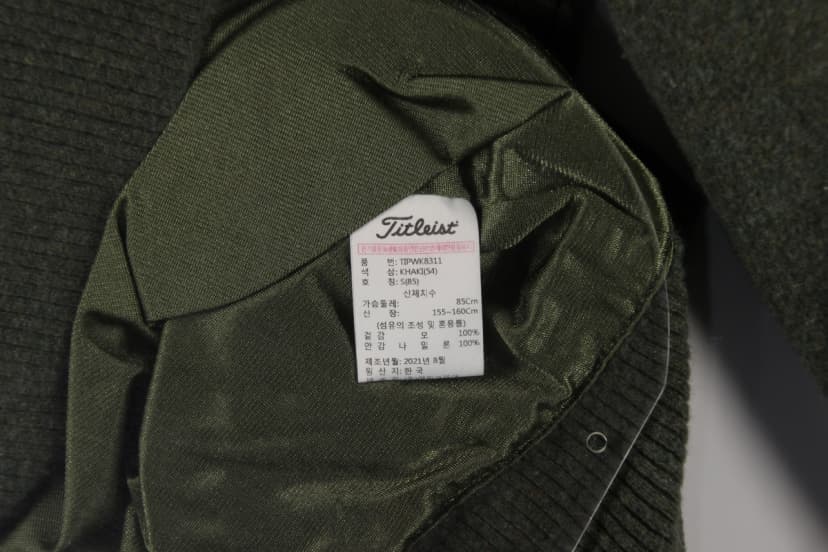 Titleist
품 번: TIPWK8311
색 상: KHAKI(54)
호 칭: S(85)
신체치수
가슴둘레: 85Cm
신 장: 155~160Cm
(섬유의 조성 및 혼용률)
겉감 모 100%
안감 나일론 100%
제조년월: 2021년 8월
원산지: 한국